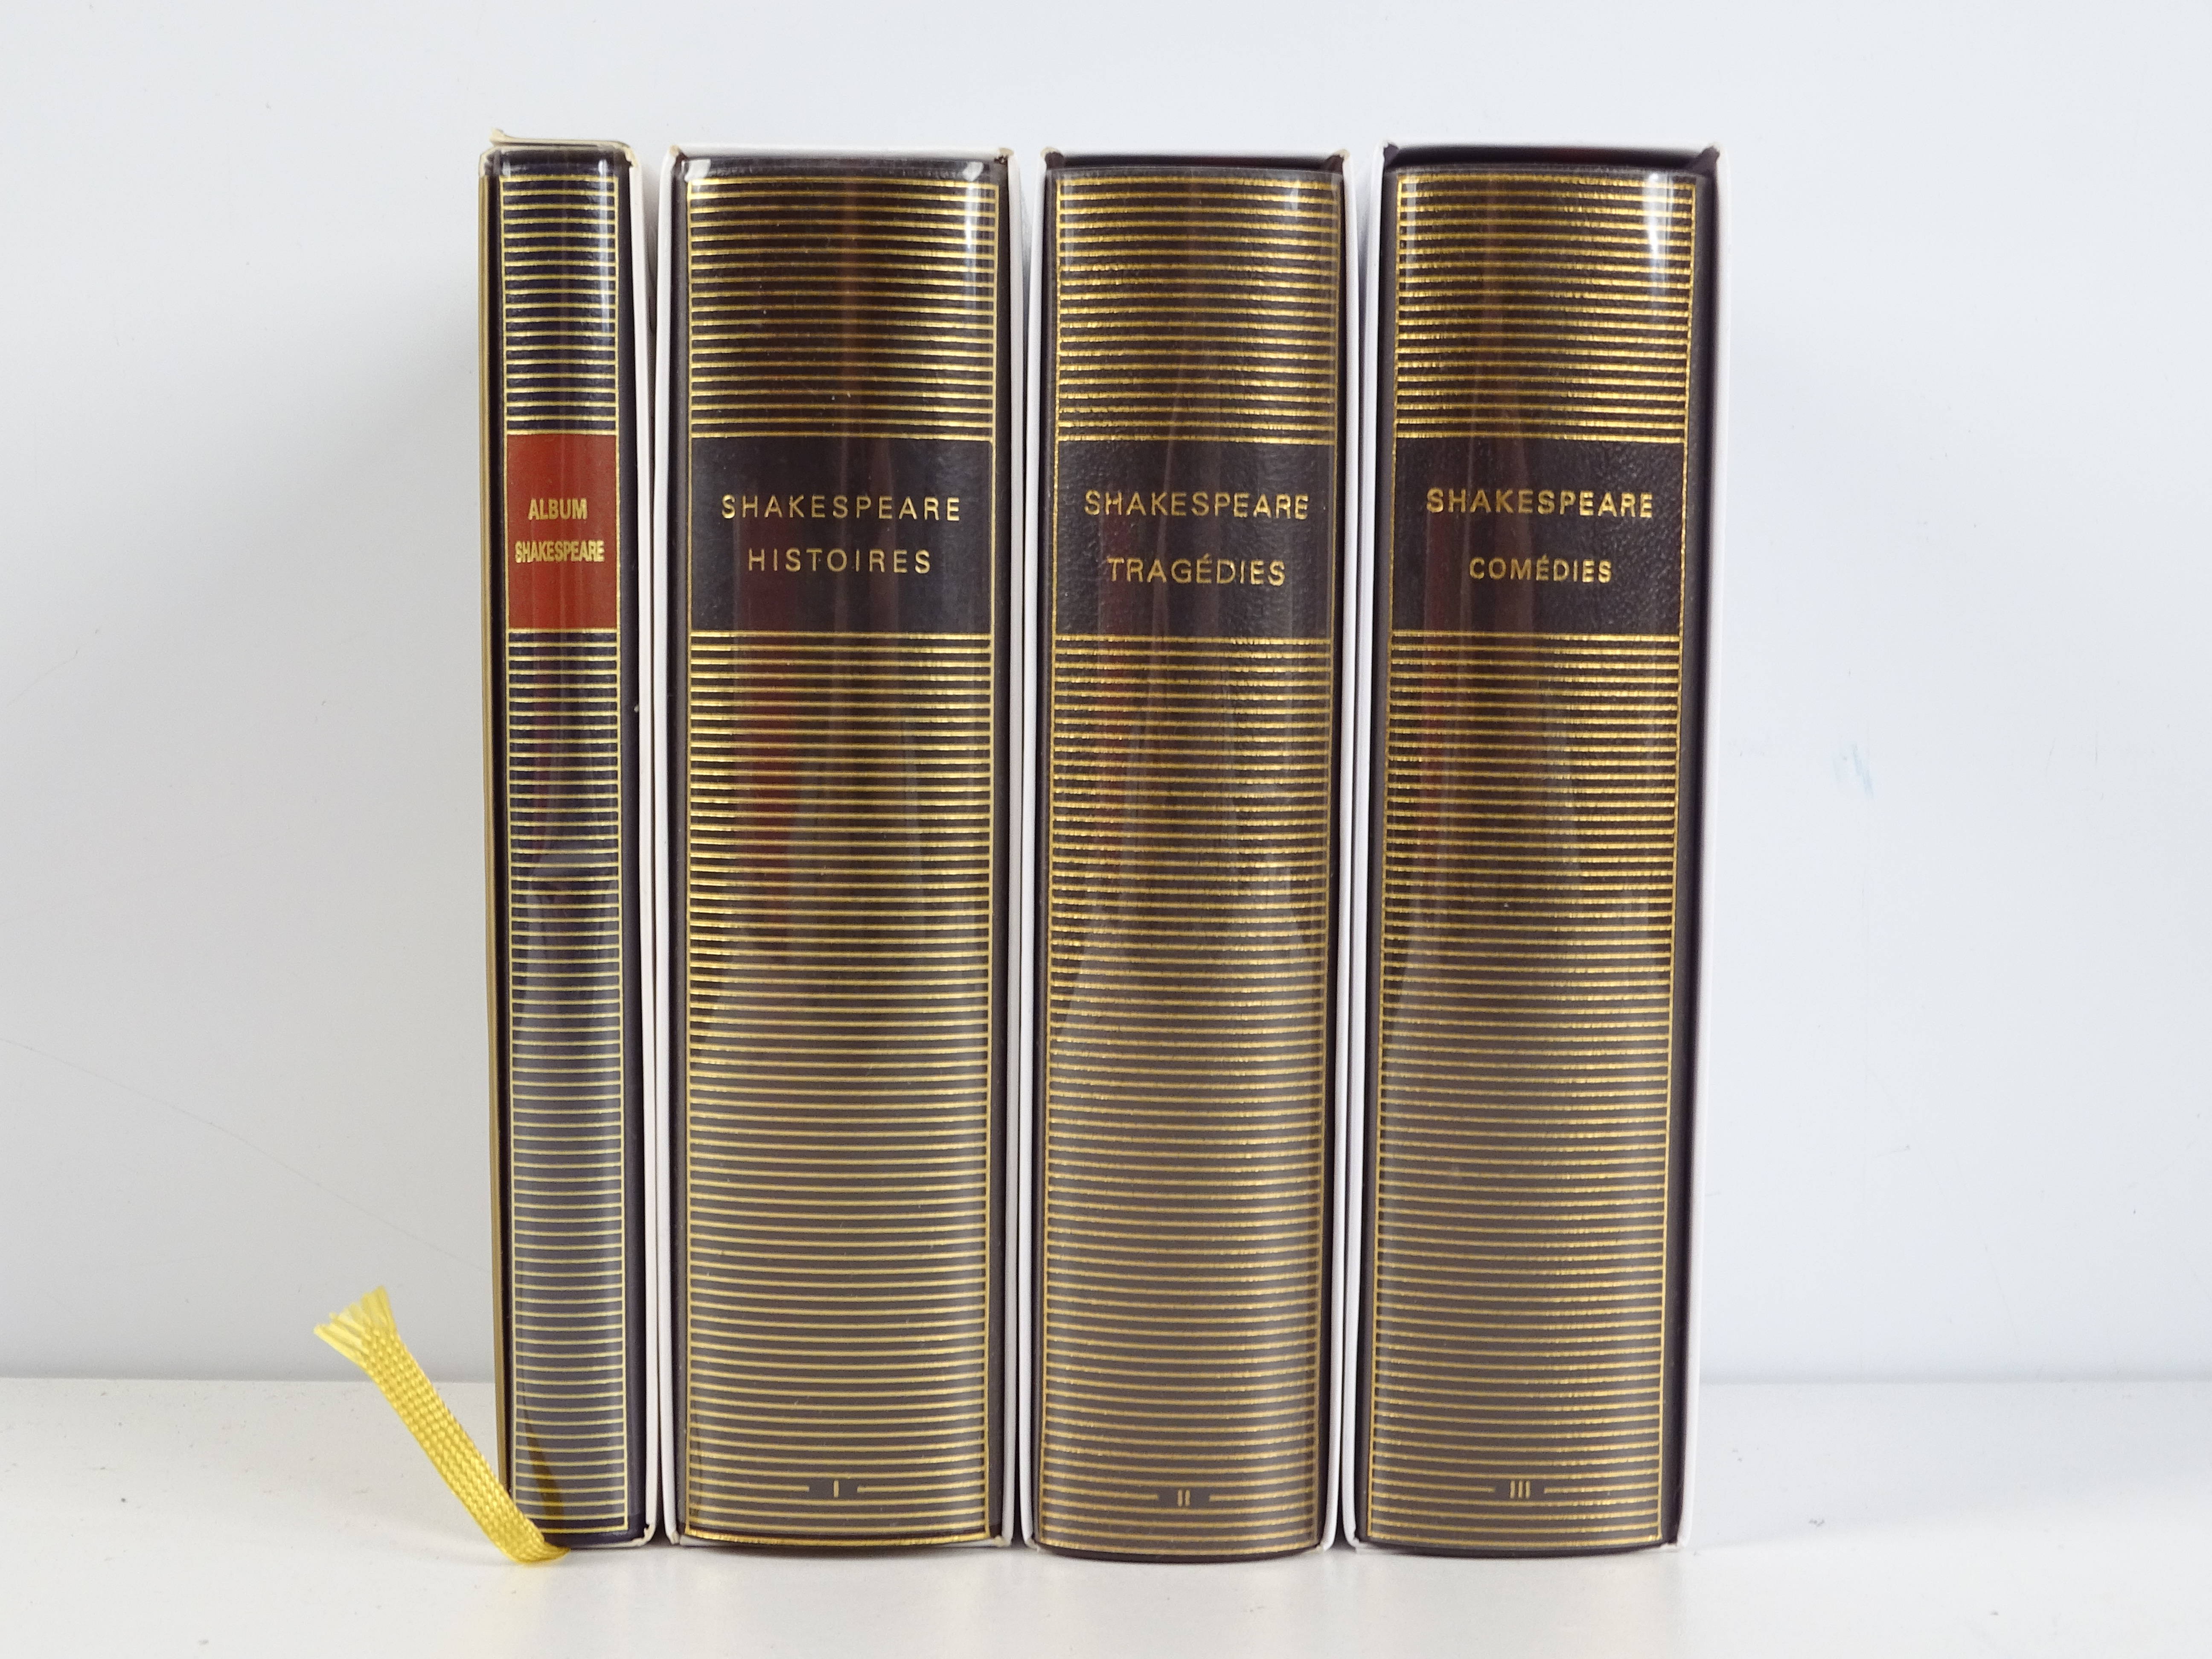 ALBUM
SHAKESPEARE
SHAKESPEARE
HISTOIRES
I
SHAKESPEARE
TRAGÉDIES
II
SHAKESPEARE
COMÉDIES
III